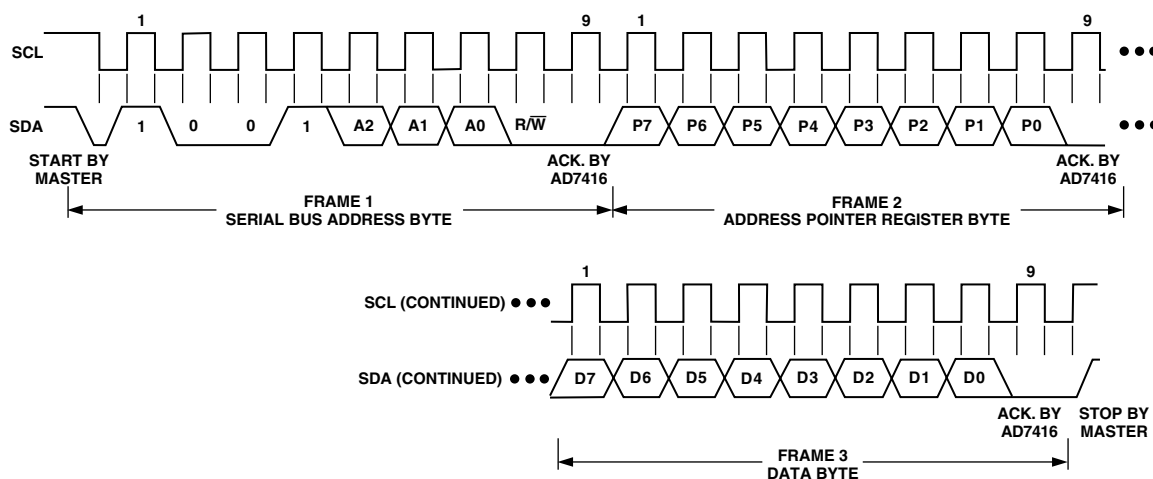 1 9 1 9
SCL
SDA 1 0 0 1 A2 A1 A0 R/W̅ P7 P6 P5 P4 P3 P2 P1 P0
START BY
MASTER
ACK. BY
AD7416
ACK. BY
AD7416
FRAME 1
SERIAL BUS ADDRESS BYTE
FRAME 2
ADDRESS POINTER REGISTER BYTE
1 9
SCL (CONTINUED)
SDA (CONTINUED) D7 D6 D5 D4 D3 D2 D1 D0
ACK. BY
AD7416
STOP BY
MASTER
FRAME 3
DATA BYTE